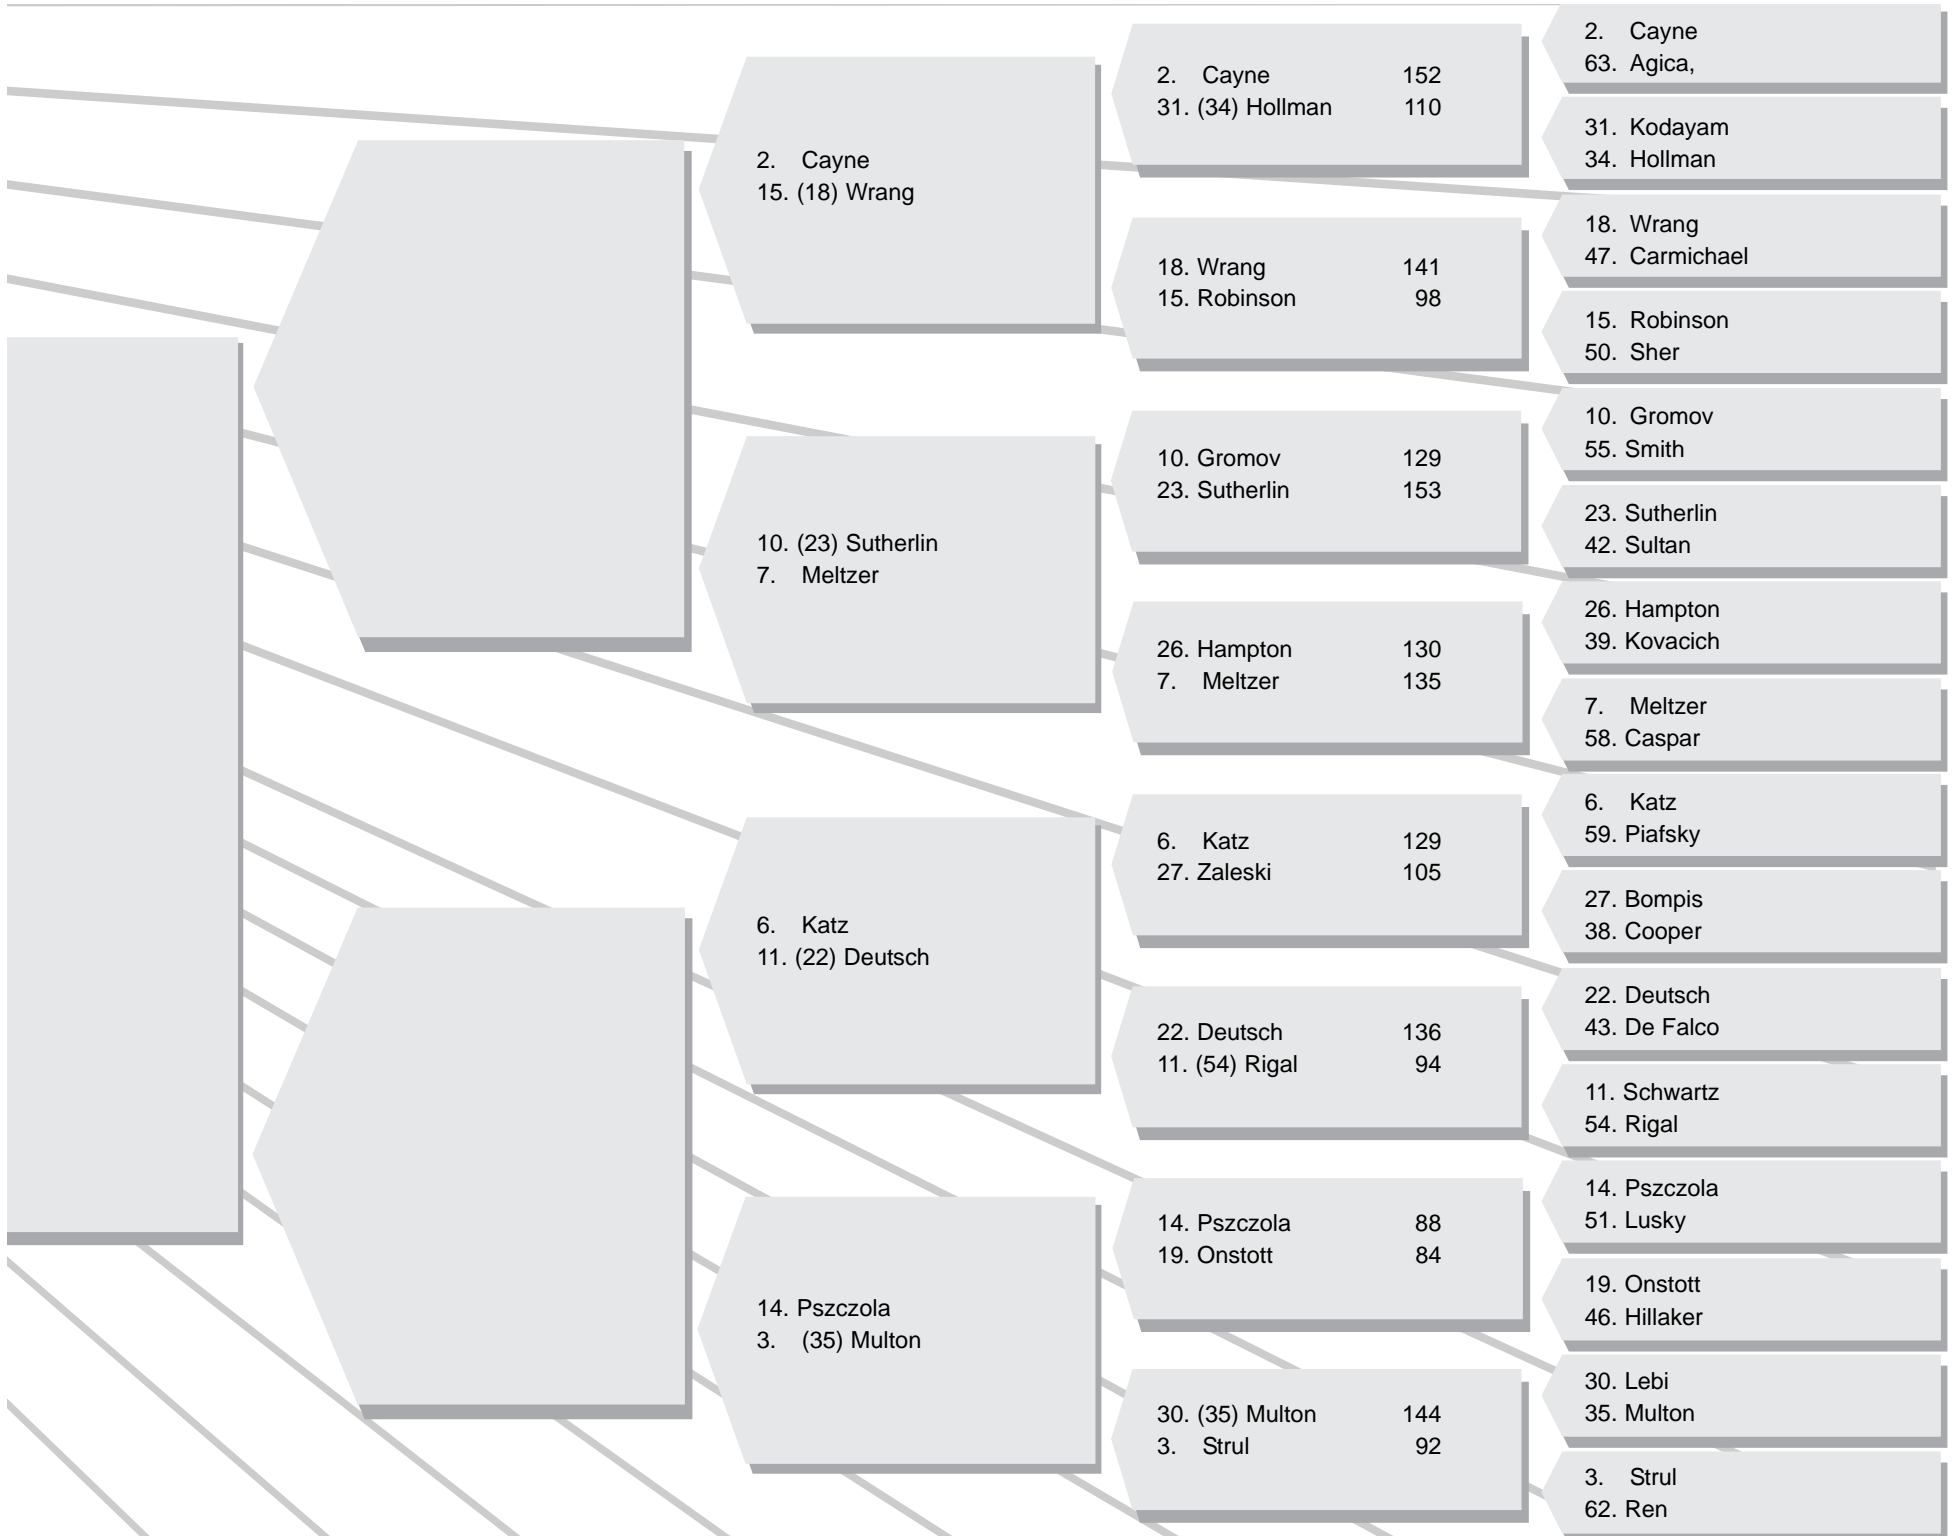 2. Cayne
63. Agica,
31. Kodayam
34. Hollman
18. Wrang
47. Carmichael
15. Robinson
50. Sher
10. Gromov
55. Smith
23. Sutherlin
42. Sultan
26. Hampton
39. Kovacich
7. Meltzer
58. Caspar
6. Katz
59. Piafsky
27. Bompis
38. Cooper
22. Deutsch
43. De Falco
11. Schwartz
54. Rigal
14. Pszczola
51. Lusky
19. Onstott
46. Hillaker
30. Lebi
35. Multon
3. Strul
62. Ren
2. Cayne 152
31. (34) Hollman 110
18. Wrang 141
15. Robinson 98
10. Gromov 129
23. Sutherlin 153
26. Hampton 130
7. Meltzer 135
6. Katz 129
27. Zaleski 105
22. Deutsch 136
11. (54) Rigal 94
14. Pszczola 88
19. Onstott 84
30. (35) Multon 144
3. Strul 92
2. Cayne
15. (18) Wrang
10. (23) Sutherlin
7. Meltzer
6. Katz
11. (22) Deutsch
14. Pszczola
3. (35) Multon